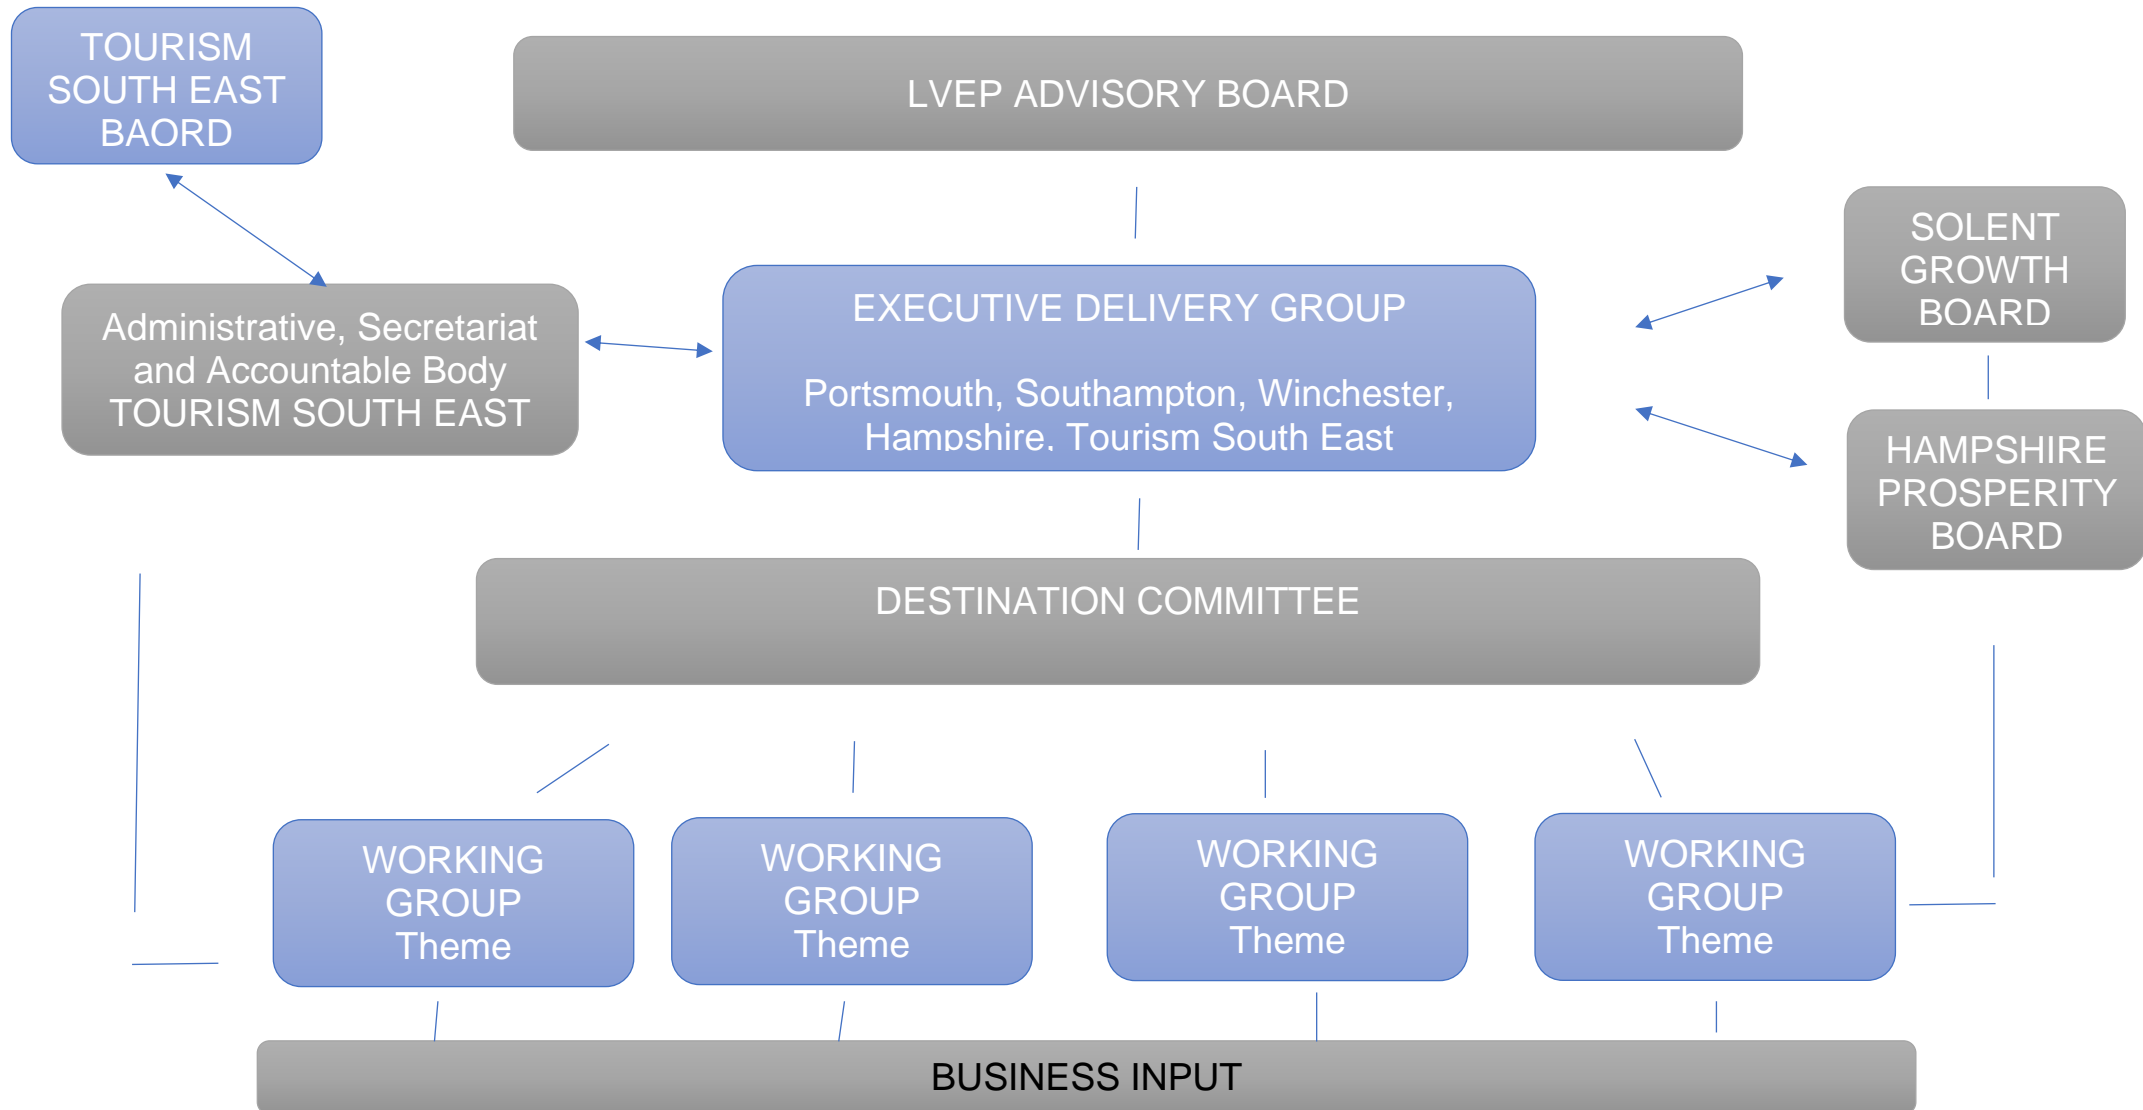 TOURISM
SOUTH EAST
BAORD
LVEP ADVISORY BOARD
SOLENT
GROWTH
BOARD
Administrative, Secretariat
and Accountable Body
TOURISM SOUTH EAST
EXECUTIVE DELIVERY GROUP
Portsmouth, Southampton, Winchester,
Hampshire, Tourism South East
HAMPSHIRE
PROSPERITY
BOARD
DESTINATION COMMITTEE
WORKING
GROUP
Theme
WORKING
GROUP
Theme
WORKING
GROUP
Theme
WORKING
GROUP
Theme
BUSINESS INPUT